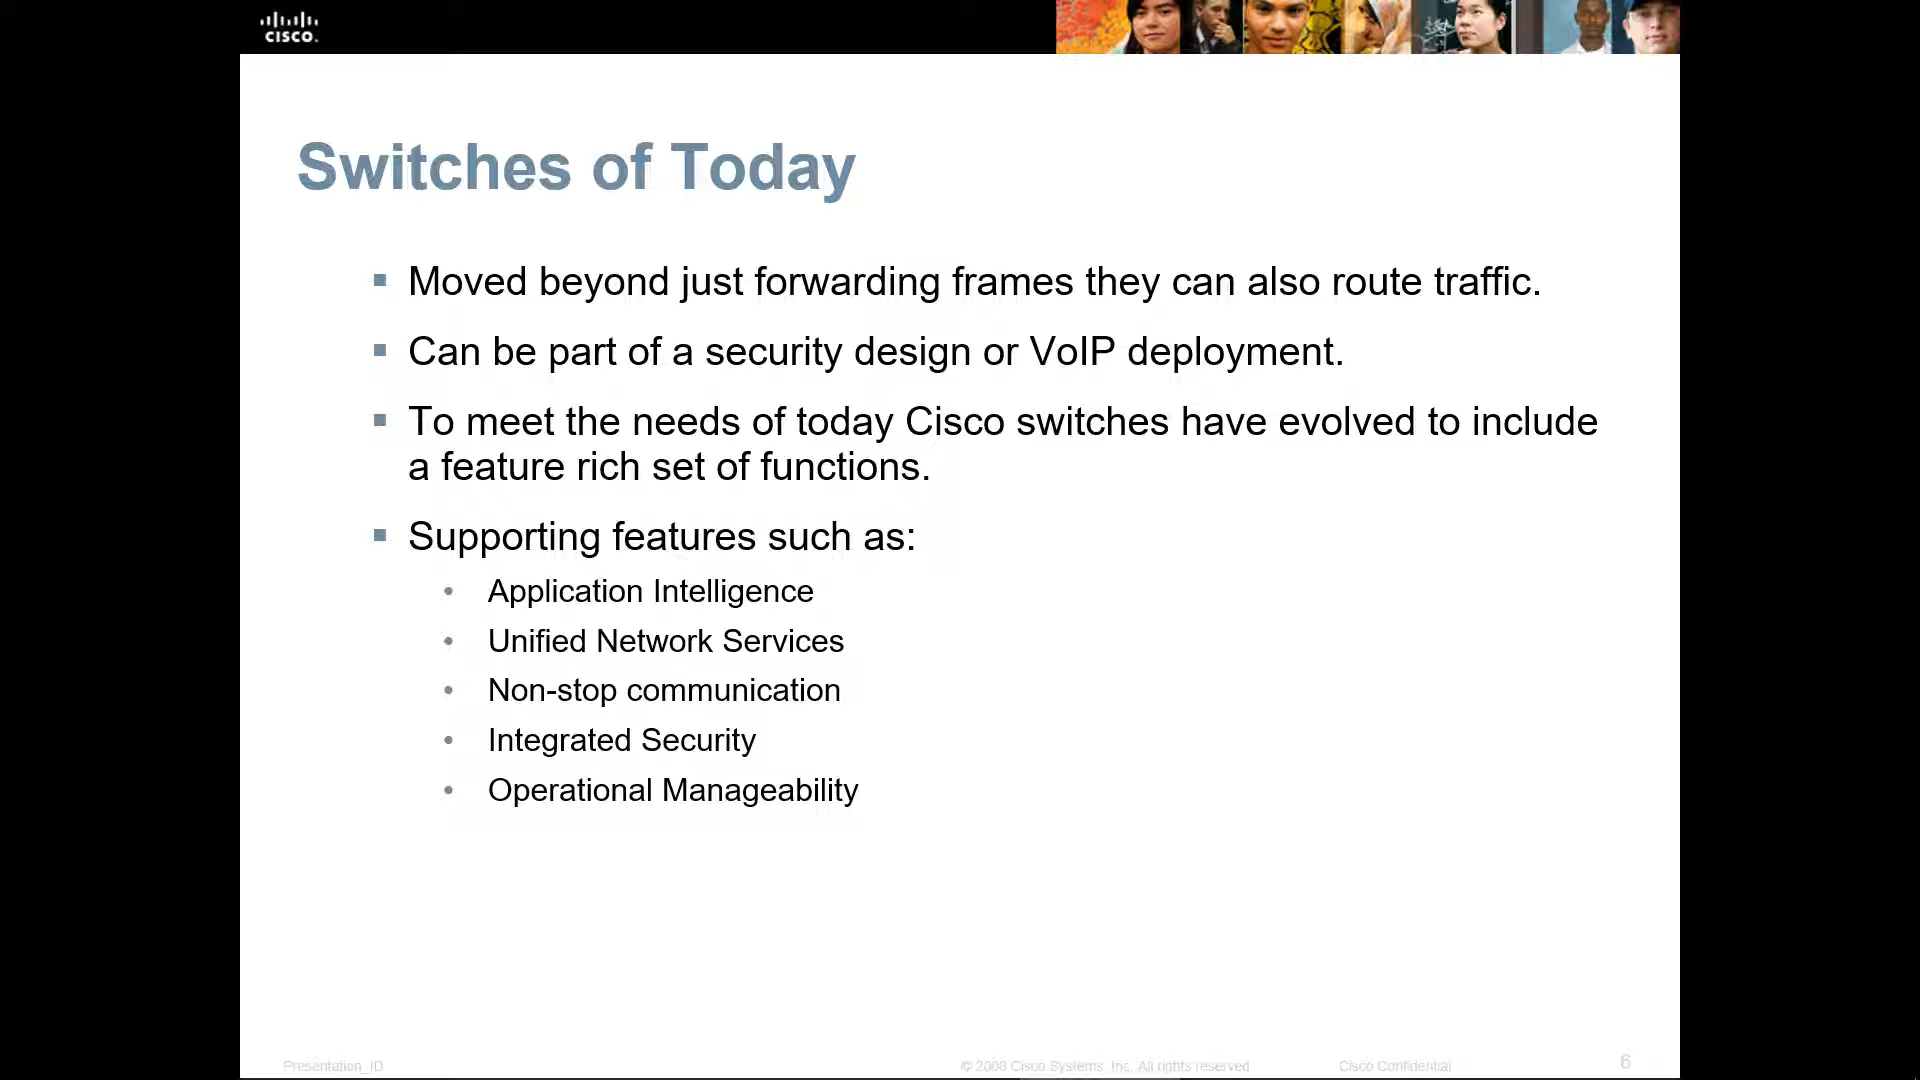 CISCO.
Switches of Today
Moved beyond just forwarding frames they can also route traffic.
Can be part of a security design or VoIP deployment.
To meet the needs of today Cisco switches have evolved to include
a feature rich set of functions.
Supporting features such as:
Application Intelligence
Unified Network Services
Non-stop communication
Integrated Security
Operational Manageability
Presentation_ID © 2008 Cisco Systems, Inc. All rights reserved Cisco Confidential 6